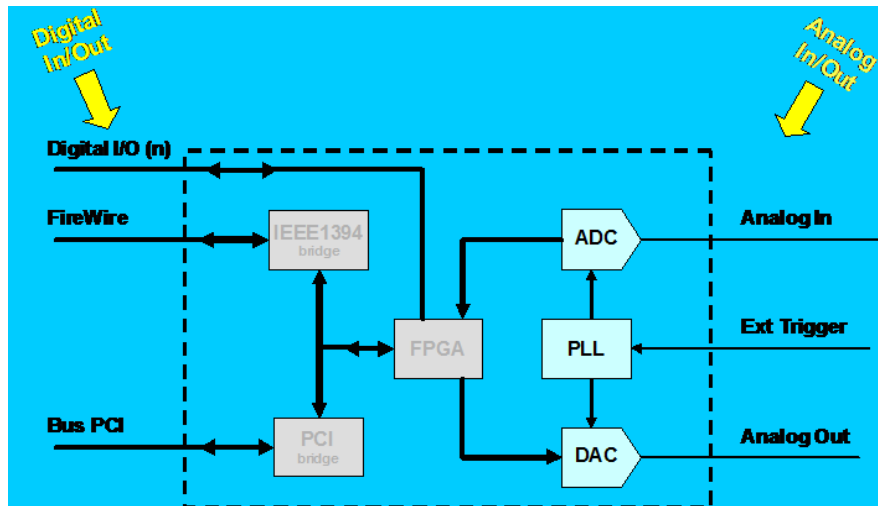 Digital
In/Out
Analog
In/Out
Digital I/O (n)
FireWire
IEEE1394
bridge
ADC
Analog In
FPGA
PLL
Ext Trigger
Bus PCI
PCI
bridge
DAC
Analog Out